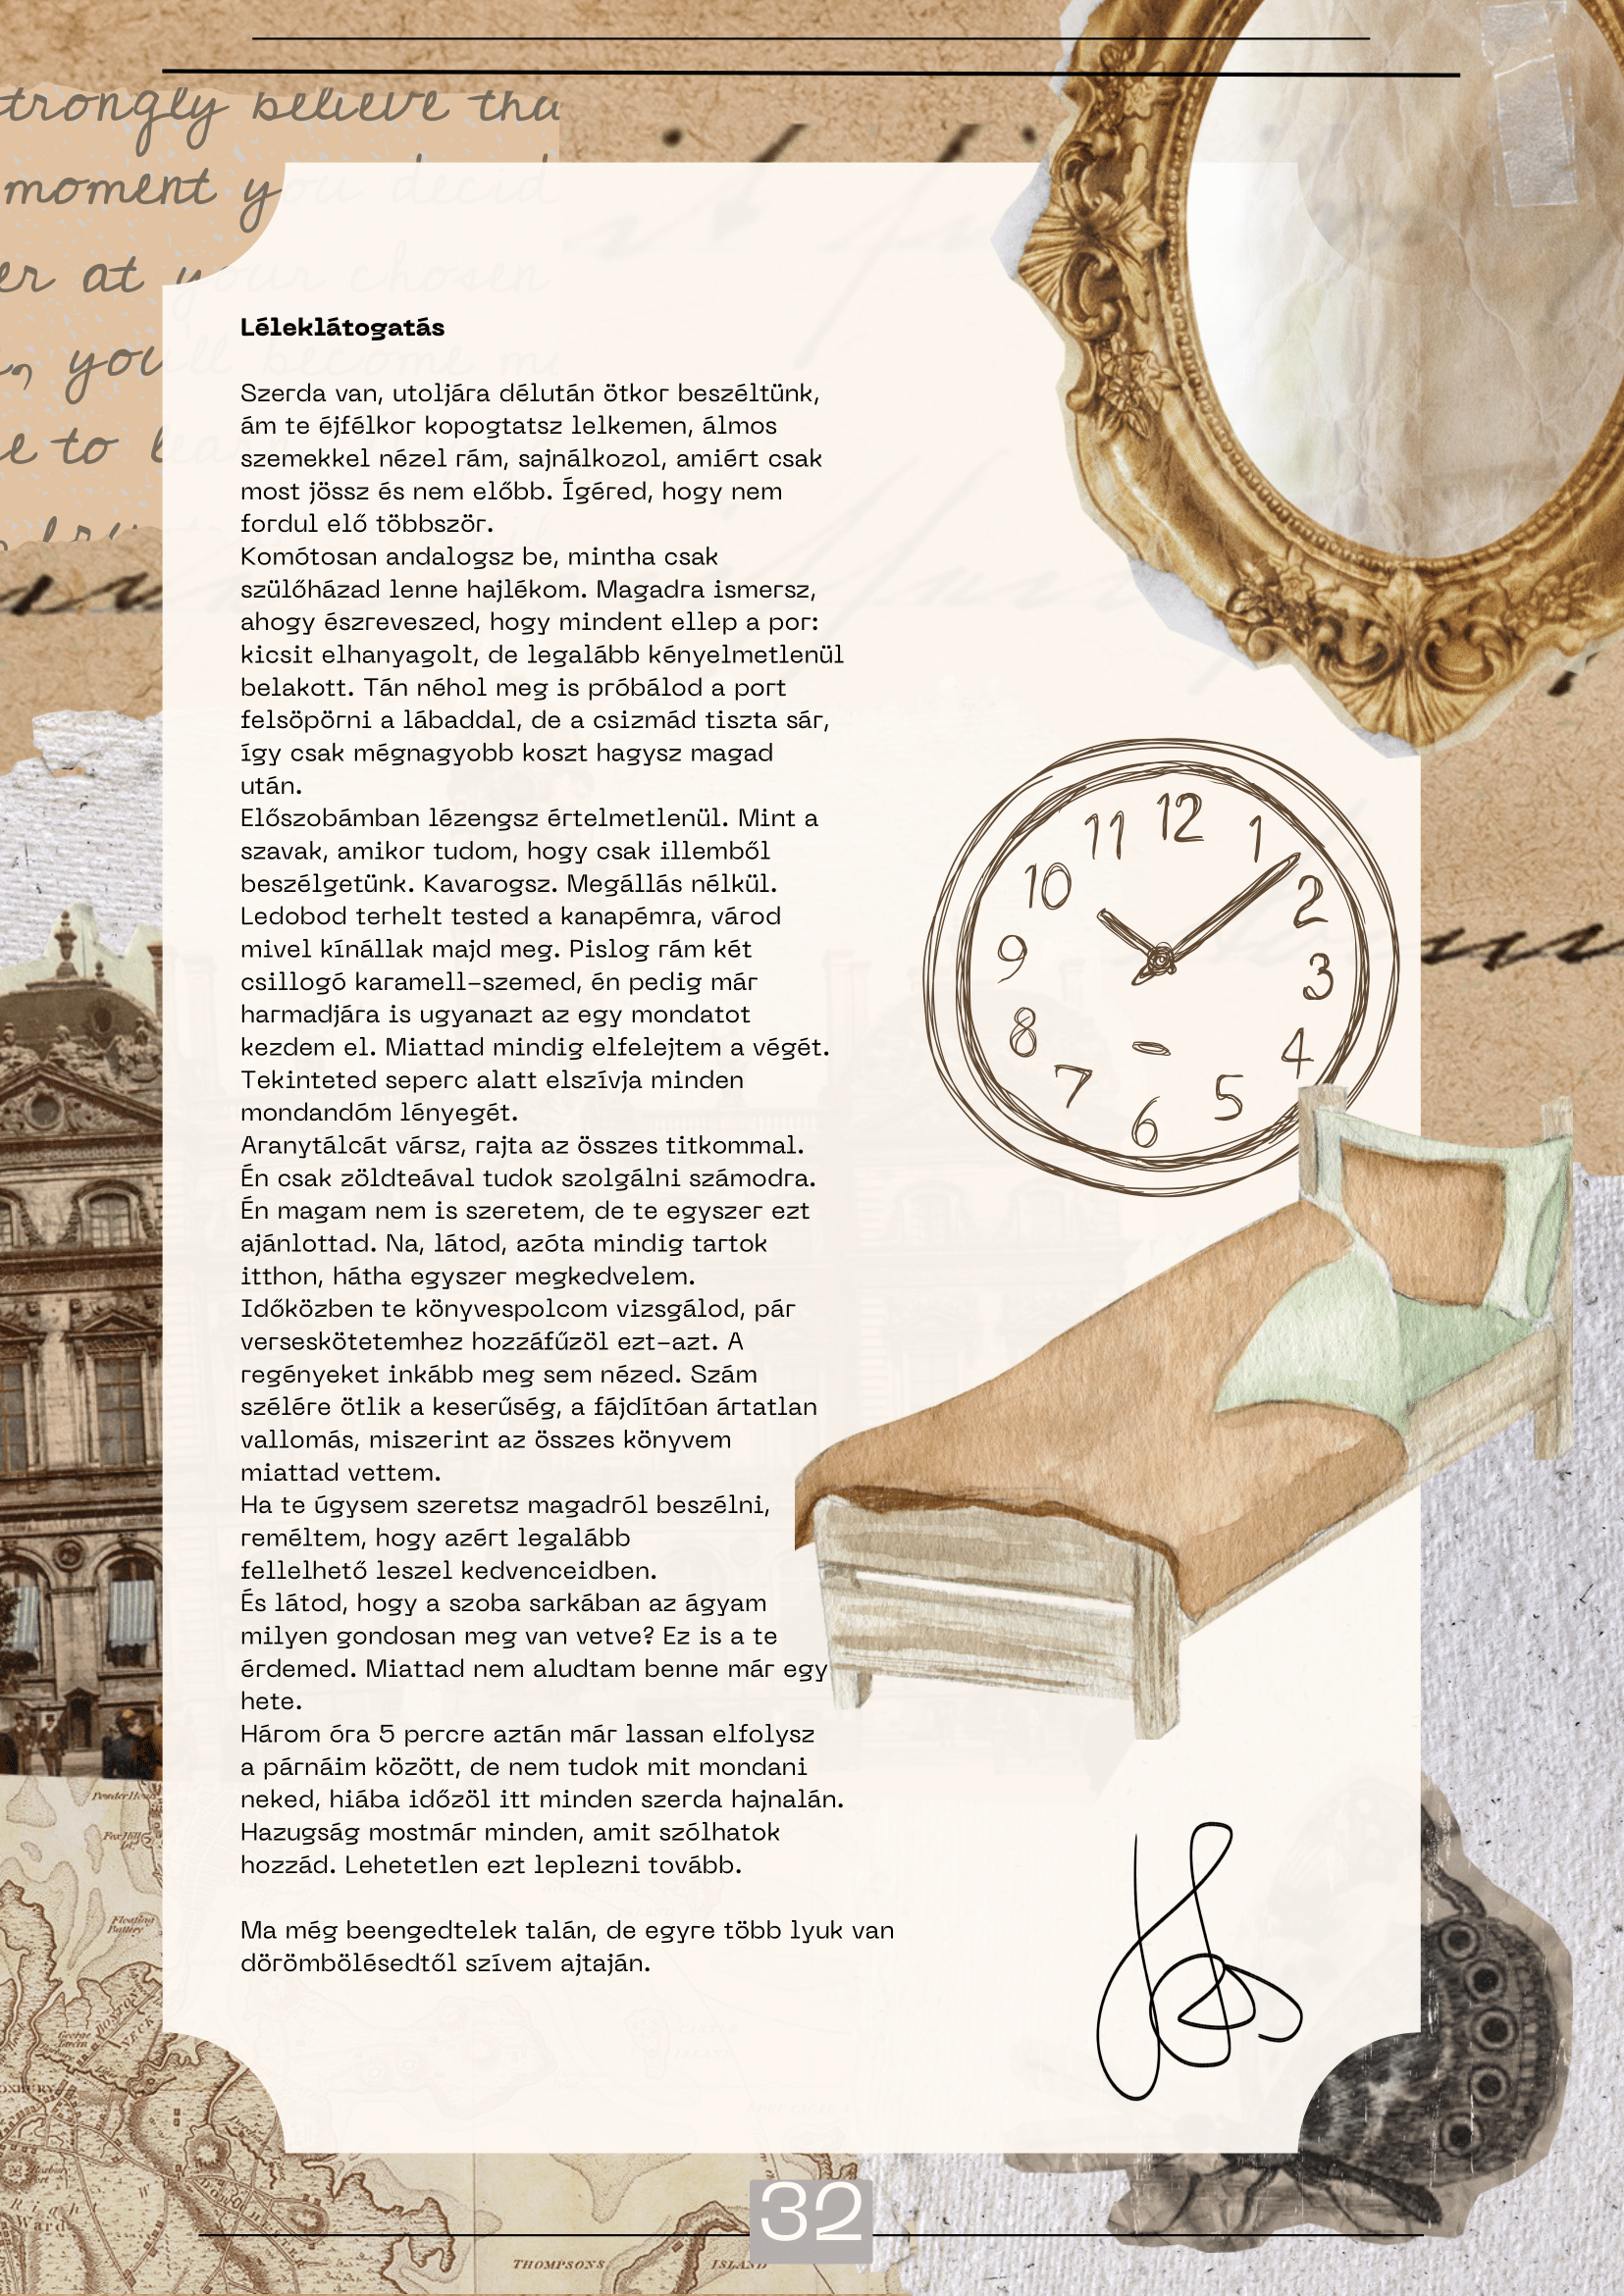 strongly believe tha
moment you decid
er at your chosen
, you'll become m
e to lea
Léleklátogatás
Szerda van, utoljára délután ötkor beszéltünk,
ám te éjfélkor kopogtatsz lelkemen, álmos
szemekkel nézel rám, sajnálkozol, amiért csak
most jössz és nem előbb. Ígéred, hogy nem
fordul elő többször.
Komótosan andalogsz be, mintha csak
szülőházad lenne hajlékom. Magadra ismersz,
ahogy észreveszed, hogy mindent ellep a por:
kicsit elhanyagolt, de legalább kényelmetlenül
belakott. Tán néhol meg is próbálod a port
felsöpörni a lábaddal, de a csizmád tiszta sár,
így csak mégnagyobb koszt hagysz magad
után.
Előszobámban lézengsz értelmetlenül. Mint a
szavak, amikor tudom, hogy csak illemből
beszélgetünk. Kavarogsz. Megállás nélkül.
Ledobod terhelt tested a kanapémra, várod
mivel kínállak majd meg. Pislog rám két
csillogó karamell-szemed, én pedig már
harmadjára is ugyanazt az egy mondatot
kezdem el. Miattad mindig elfelejtem a végét.
Tekinteted seperc alatt elszívja minden
mondandóm lényegét.
Aranytálcát vársz, rajta az összes titkommal.
Én csak zöldteával tudok szolgálni számodra.
Én magam nem is szeretem, de te egyszer ezt
ajánlottad. Na, látod, azóta mindig tartok
itthon, hátha egyszer megkedvelem.
Időközben te könyvespolcom vizsgálod, pár
verseskötetemhez hozzáfűzöl ezt-azt. A
regényeket inkább meg sem nézed. Szám
szélére ötlik a keserűség, a fájdítóan ártatlan
vallomás, miszerint az összes könyvem
miattad vettem.
Ha te úgysem szeretsz magadról beszélni,
reméltem, hogy azért legalább
fellelhető leszel kedvenceidben.
És látod, hogy a szoba sarkában az ágyam
milyen gondosan meg van vetve? Ez is a te
érdemed. Miattad nem aludtam benne már egy
hete.
Három óra 5 percre aztán már lassan elfolysz
a párnáim között, de nem tudok mit mondani
neked, hiába időzöl itt minden szerda hajnalán.
Hazugság mostmár minden, amit szólhatok
hozzád. Lehetetlen ezt leplezni tovább.
Ma még beengedtelek talán, de egyre több lyuk van
dörömbölésedtől szívem ajtaján.
12
11
1
10
2
9
3
8
4
7
5
6
Floating
Battery
BOSTON
NECK
Right
Ward
THOMPSONS ISLAND
32